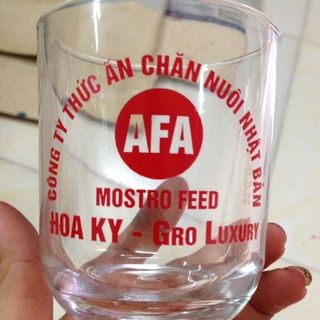 CÔNG TY THỨC ĂN CHĂN NUÔI NHẬT BẢN
AFA
MOSTRO FEED
HOA KY - GRO LUXURY